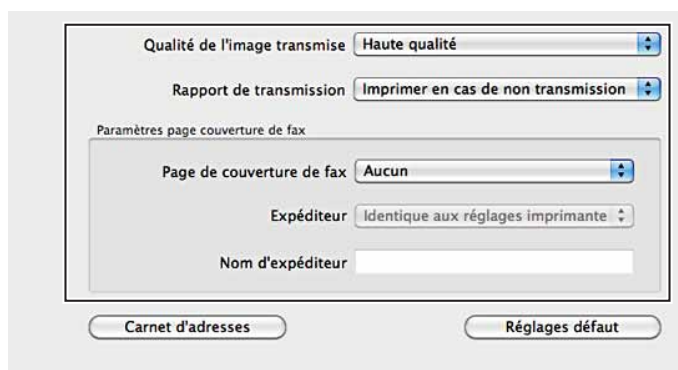 Qualité de l'image transmise Haute qualité
Rapport de transmission Imprimer en cas de non transmission
Paramètres page couverture de fax
Page de couverture de fax Aucun
Expéditeur Identique aux réglages imprimante
Nom d'expéditeur
Carnet d'adresses Réglages défaut